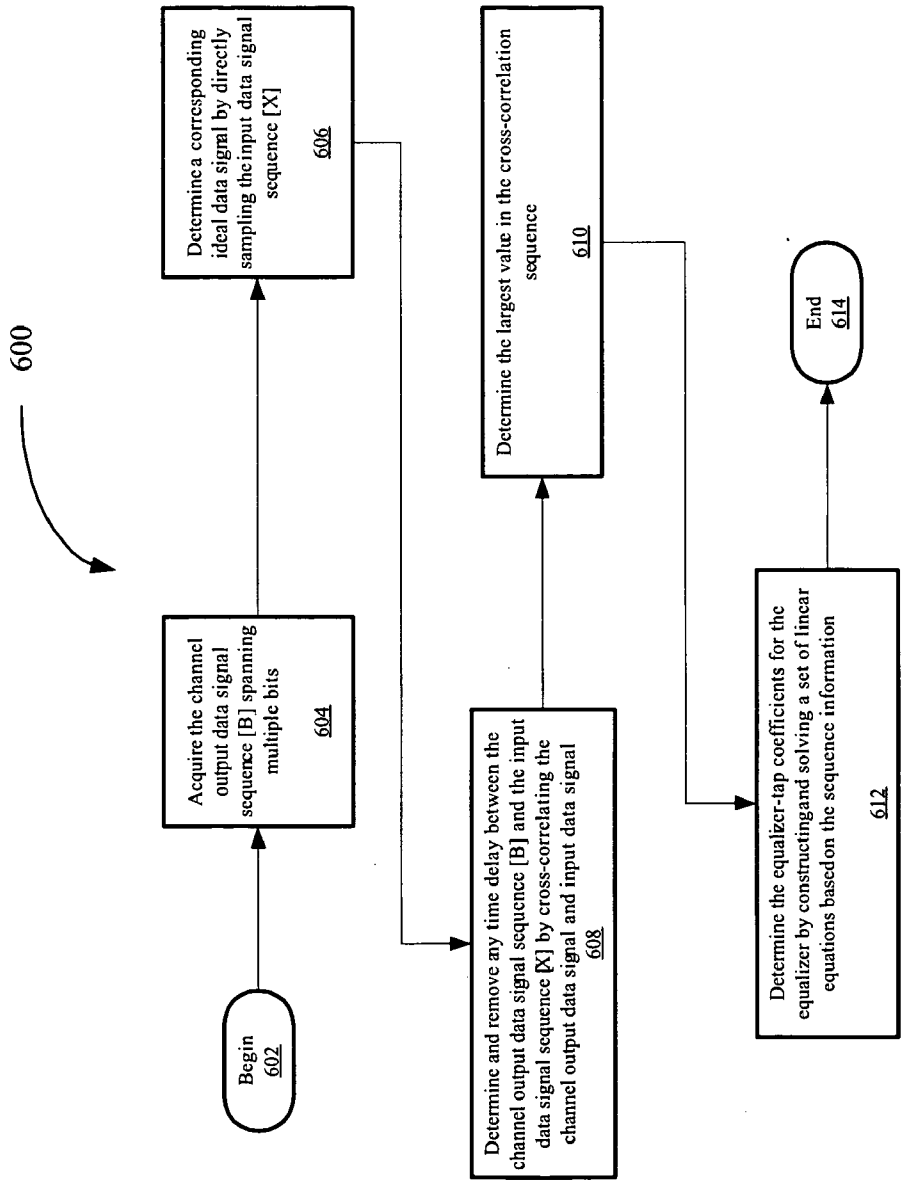 600
Begin
602
Acquire the channel
output data signal
sequence [B] spanning
multiple bits
604
Determine a corresponding
ideal data signal by directly
sampling the input data signal
sequence [X]
606
Determine and remove any time delay between the
channel output data signal sequence [B] and the input
data signal sequence [X] by cross-correlating the
channel output data signal and input data signal
608
Determine the largest value in the cross-correlation
sequence
610
Determine the equalizer-tap coefficients for the
equalizer by constructingand solving a set of linear
equations basedon the sequence information
612
End
614